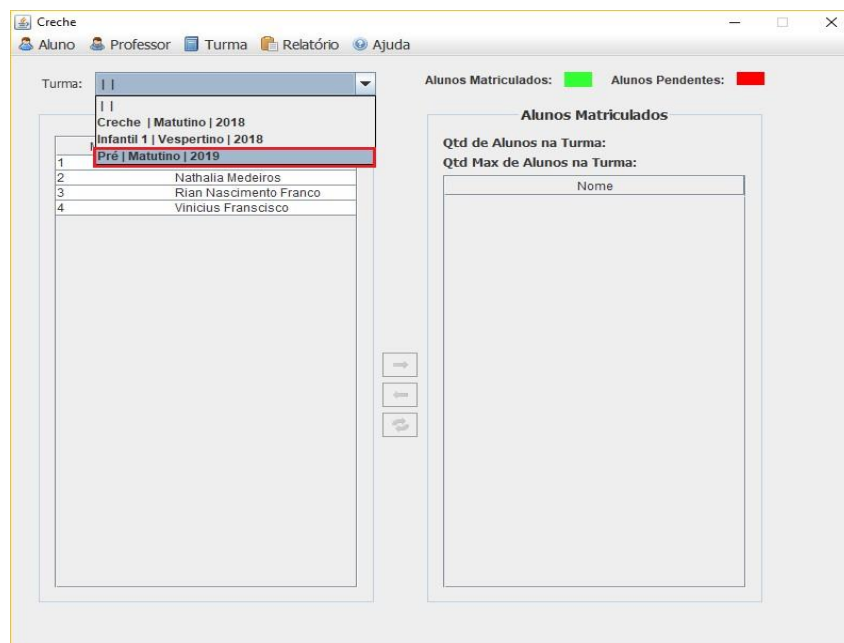 Creche
Aluno Professor Turma Relatório Ajuda
Turma: | |
Alunos Matriculados: Alunos Pendentes:
| |
Creche | Matutino | 2018
Infantil 1 | Vespertino | 2018
Pré | Matutino | 2019
Alunos Matriculados
Qtd de Alunos na Turma:
Qtd Max de Alunos na Turma:
Nome
1
2 Nathalia Medeiros
3 Rian Nascimento Franco
4 Vinicius Franscisco